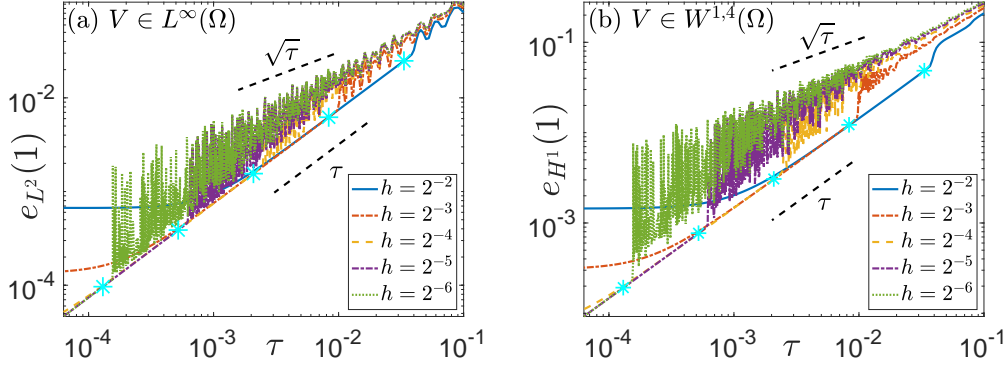 (a) V ∈ L^∞(Ω)
√τ
τ
e_{L^2}(1)
10^{-2}
10^{-4}
h = 2^{-2}
h = 2^{-3}
h = 2^{-4}
h = 2^{-5}
h = 2^{-6}
10^{-4} 10^{-3} 10^{-2} 10^{-1}
τ
(b) V ∈ W^{1,4}(Ω)
√τ
τ
e_{H^1}(1)
10^{-1}
10^{-3}
h = 2^{-2}
h = 2^{-3}
h = 2^{-4}
h = 2^{-5}
h = 2^{-6}
10^{-4} 10^{-3} 10^{-2} 10^{-1}
τ